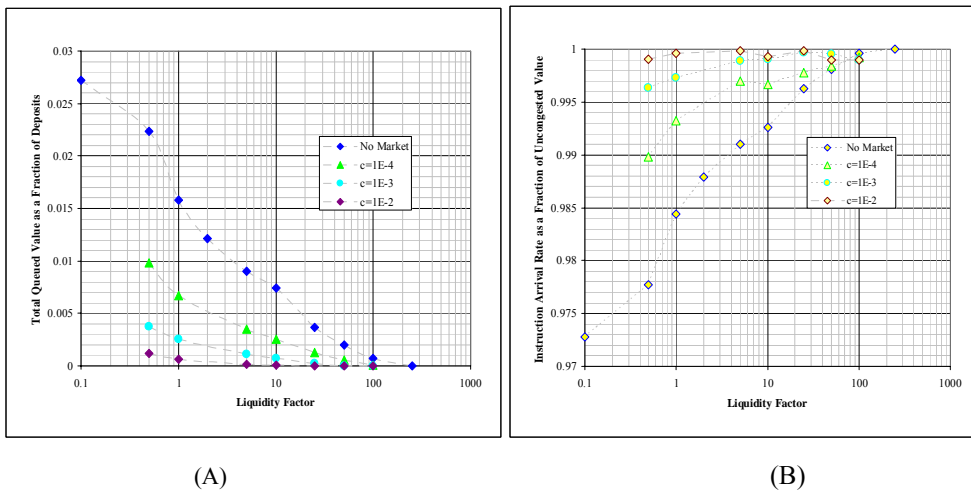 Total Queued Value as a Fraction of Deposits
0.03
0.025
0.02
0.015
0.01
0.005
0
0.1
1
10
100
1000
Liquidity Factor
No Market
c=1E-4
c=1E-3
c=1E-2
(A)
Instruction Arrival Rate as a Fraction of Uncongested Value
1
0.995
0.99
0.985
0.98
0.975
0.97
0.1
1
10
100
1000
Liquidity Factor
No Market
c=1E-4
c=1E-3
c=1E-2
(B)